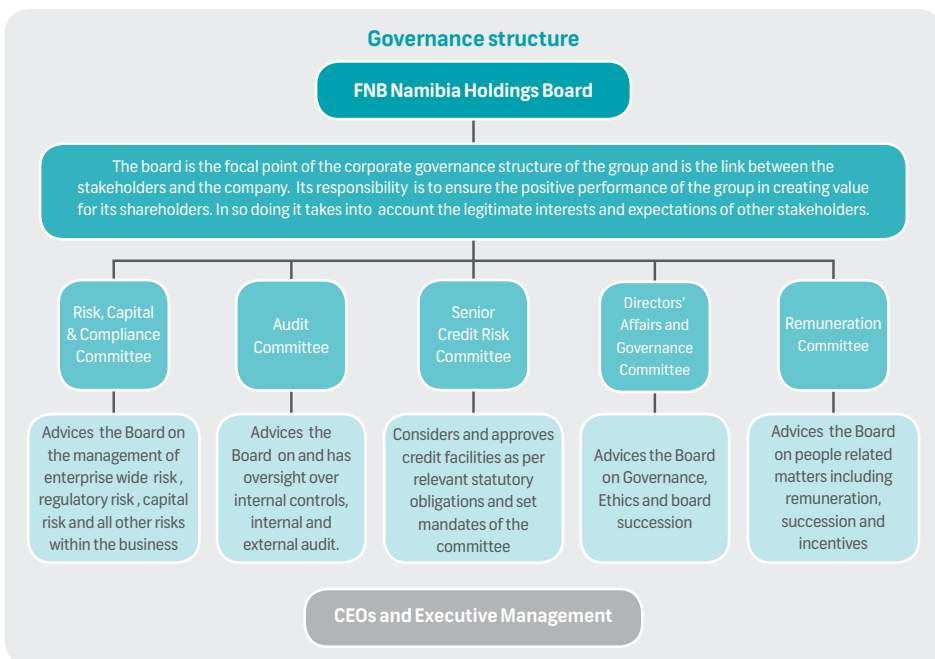 Governance structure
FNB Namibia Holdings Board
The board is the focal point of the corporate governance structure of the group and is the link between the
stakeholders and the company. Its responsibility is to ensure the positive performance of the group in creating value
for its shareholders. In so doing it takes into account the legitimate interests and expectations of other stakeholders.
Risk, Capital
& Compliance
Committee
Audit
Committee
Senior
Credit Risk
Committee
Directors'
Affairs and
Governance
Committee
Remuneration
Committee
Advices the Board on
the management of
enterprise wide risk,
regulatory risk, capital
risk and all other risks
within the business
Advices the
Board on and has
oversight over
internal controls,
internal and
external audit.
Considers and approves
credit facilities as per
relevant statutory
obligations and set
mandates of the
committee
Advices the Board
on Governance,
Ethics and board
succession
Advices the Board
on people related
matters including
remuneration,
succession and
incentives
CEOs and Executive Management